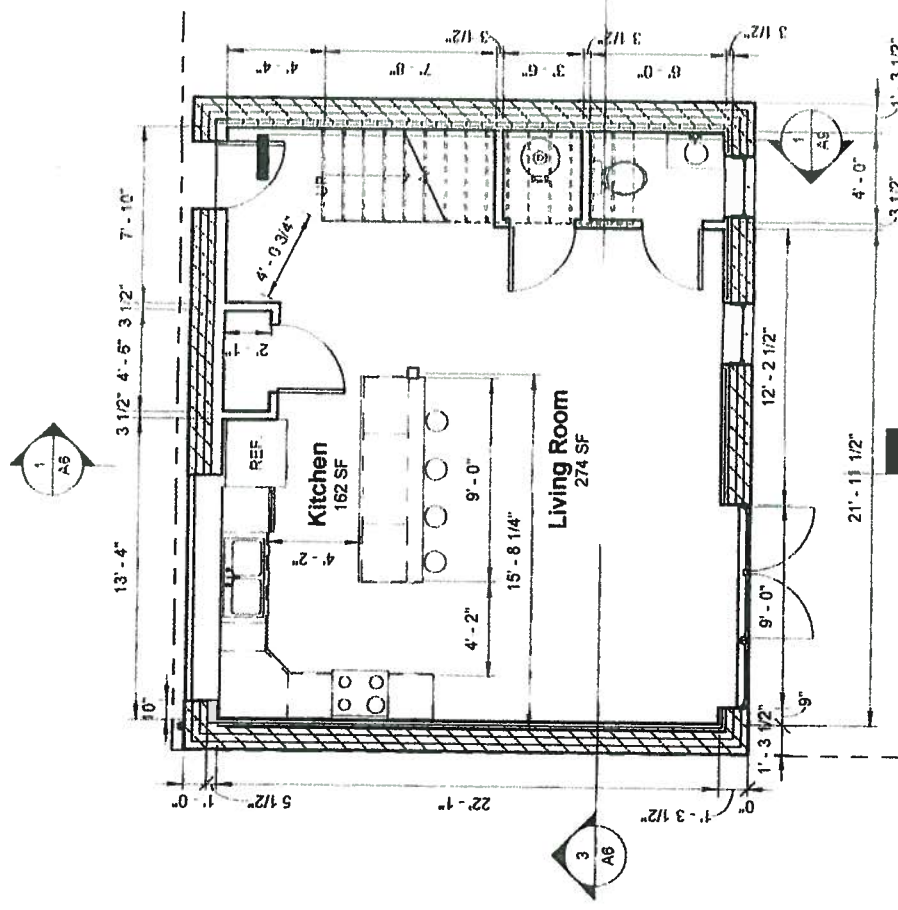 1
A6
13' - 4"
3 1/2"
4' - 6"
3 1/2"
7' - 10"
10"
4' - 4"
7' - 8"
3 1/2"
3' - 6"
3 1/2"
6' - 0"
3 1/2"
UP
4' - 0 3/4"
2' - 1"
REF.
Kitchen
162 SF
4' - 2"
9' - 0"
15' - 8 1/4"
4' - 2"
Living Room
274 SF
0"
1' -
5 1/2"
22' - 1"
1' - 3 1/2"
0"
3
A6
1
A6
9' - 0"
12' - 2 1/2"
9"
1' - 3 1/2"
21' - 11 1/2"
3 1/2"
4' - 0"
1' - 3 1/2"